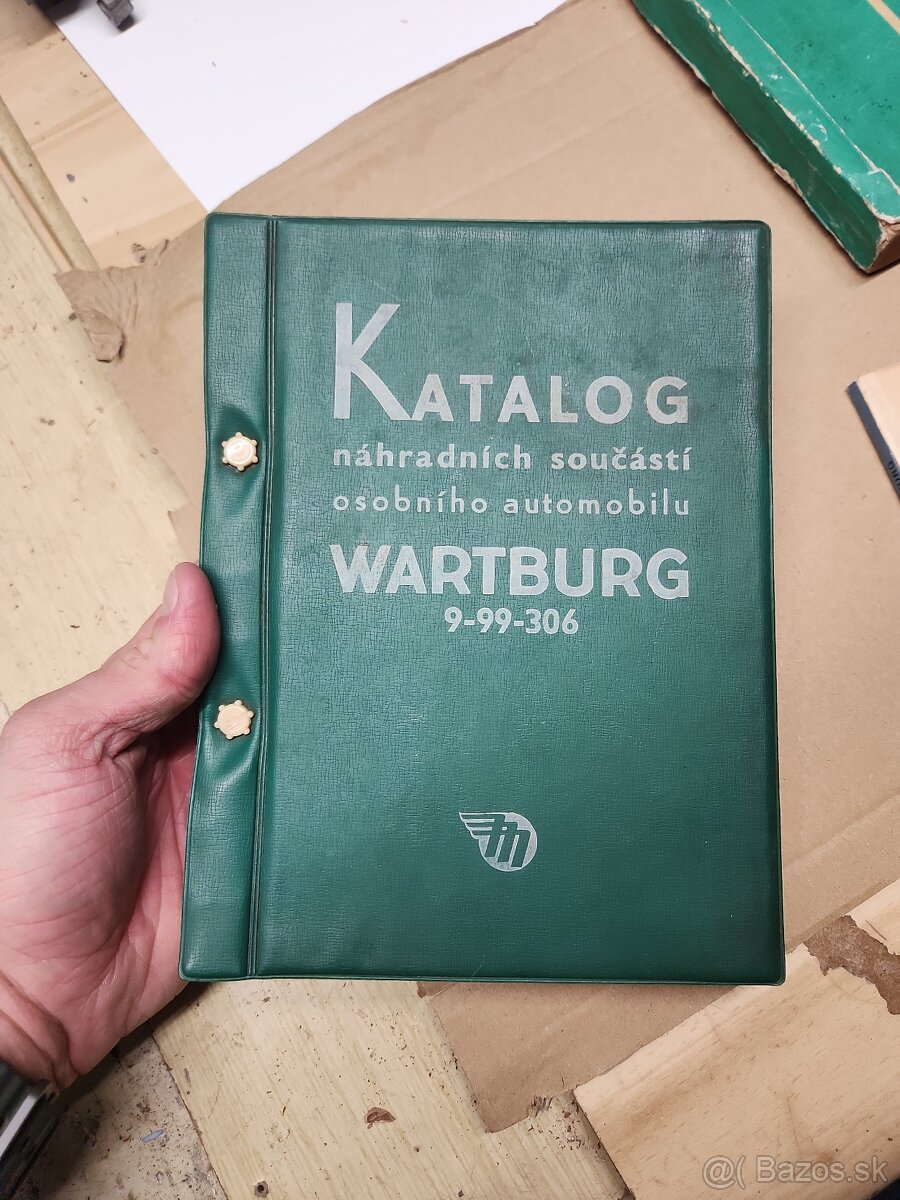 KATALOG
náhradních součástí
osobního automobilu
WARTBURG
9-99-306
m
@( Bazos.sk